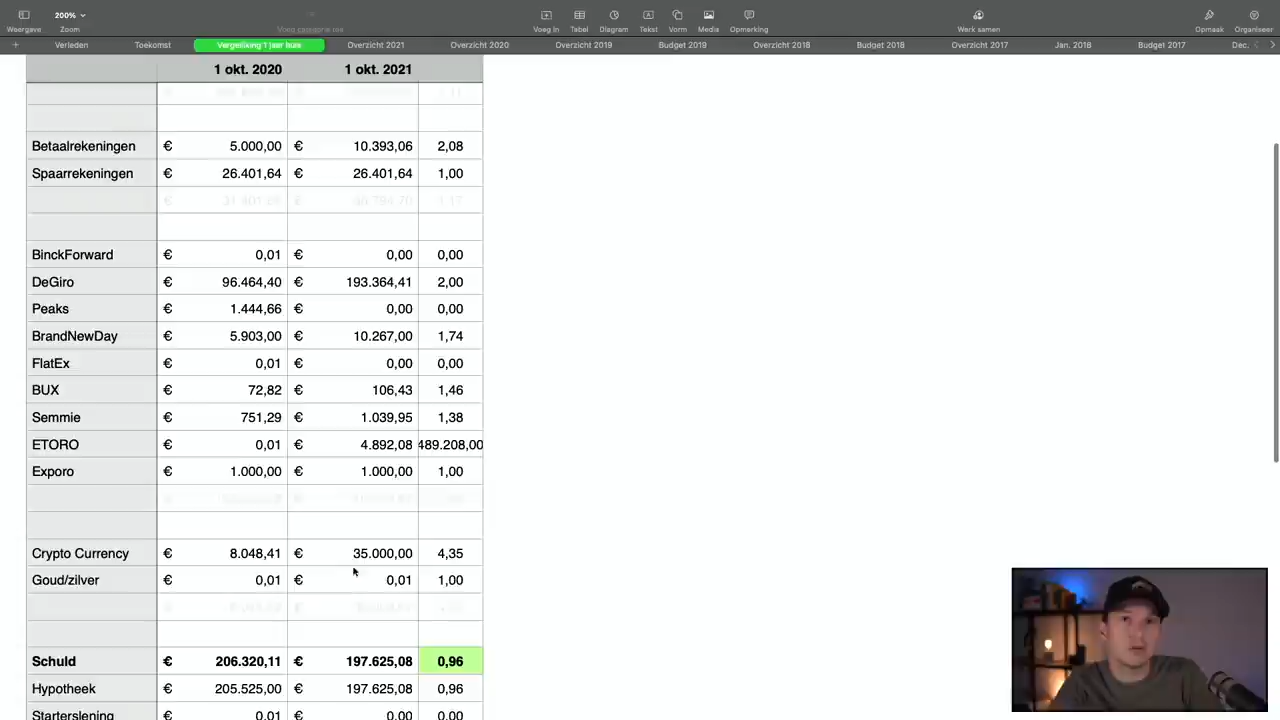 200%
Weergave
Zoom
Voeg categorie toe
Voeg in
Tabel
Diagram
Tekst
Vorm
Media
Opmerking
Werk samen
Opmaak
Organiseer
Verleden
Toekomst
Vergelijking 1 jaar huis
Overzicht 2021
Overzicht 2020
Overzicht 2019
Budget 2019
Overzicht 2018
Budget 2018
Overzicht 2017
Jan. 2018
Budget 2017
Dec.
1 okt. 2020 1 okt. 2021
Betaalrekeningen € 5.000,00 € 10.393,06 2,08
Spaarrekeningen € 26.401,64 € 26.401,64 1,00
BinckForward € 0,01 € 0,00 0,00
DeGiro € 96.464,40 € 193.364,41 2,00
Peaks € 1.444,66 € 0,00 0,00
BrandNewDay € 5.903,00 € 10.267,00 1,74
FlatEx € 0,01 € 0,00 0,00
BUX € 72,82 € 106,43 1,46
Semmie € 751,29 € 1.039,95 1,38
ETORO € 0,01 € 4.892,08 489.208,00
Exporo € 1.000,00 € 1.000,00 1,00
Crypto Currency € 8.048,41 € 35.000,00 4,35
Goud/zilver € 0,01 € 0,01 1,00
Schuld € 206.320,11 € 197.625,08 0,96
Hypotheek € 205.525,00 € 197.625,08 0,96
Starterslening € 0,01 € 0,00 0,00